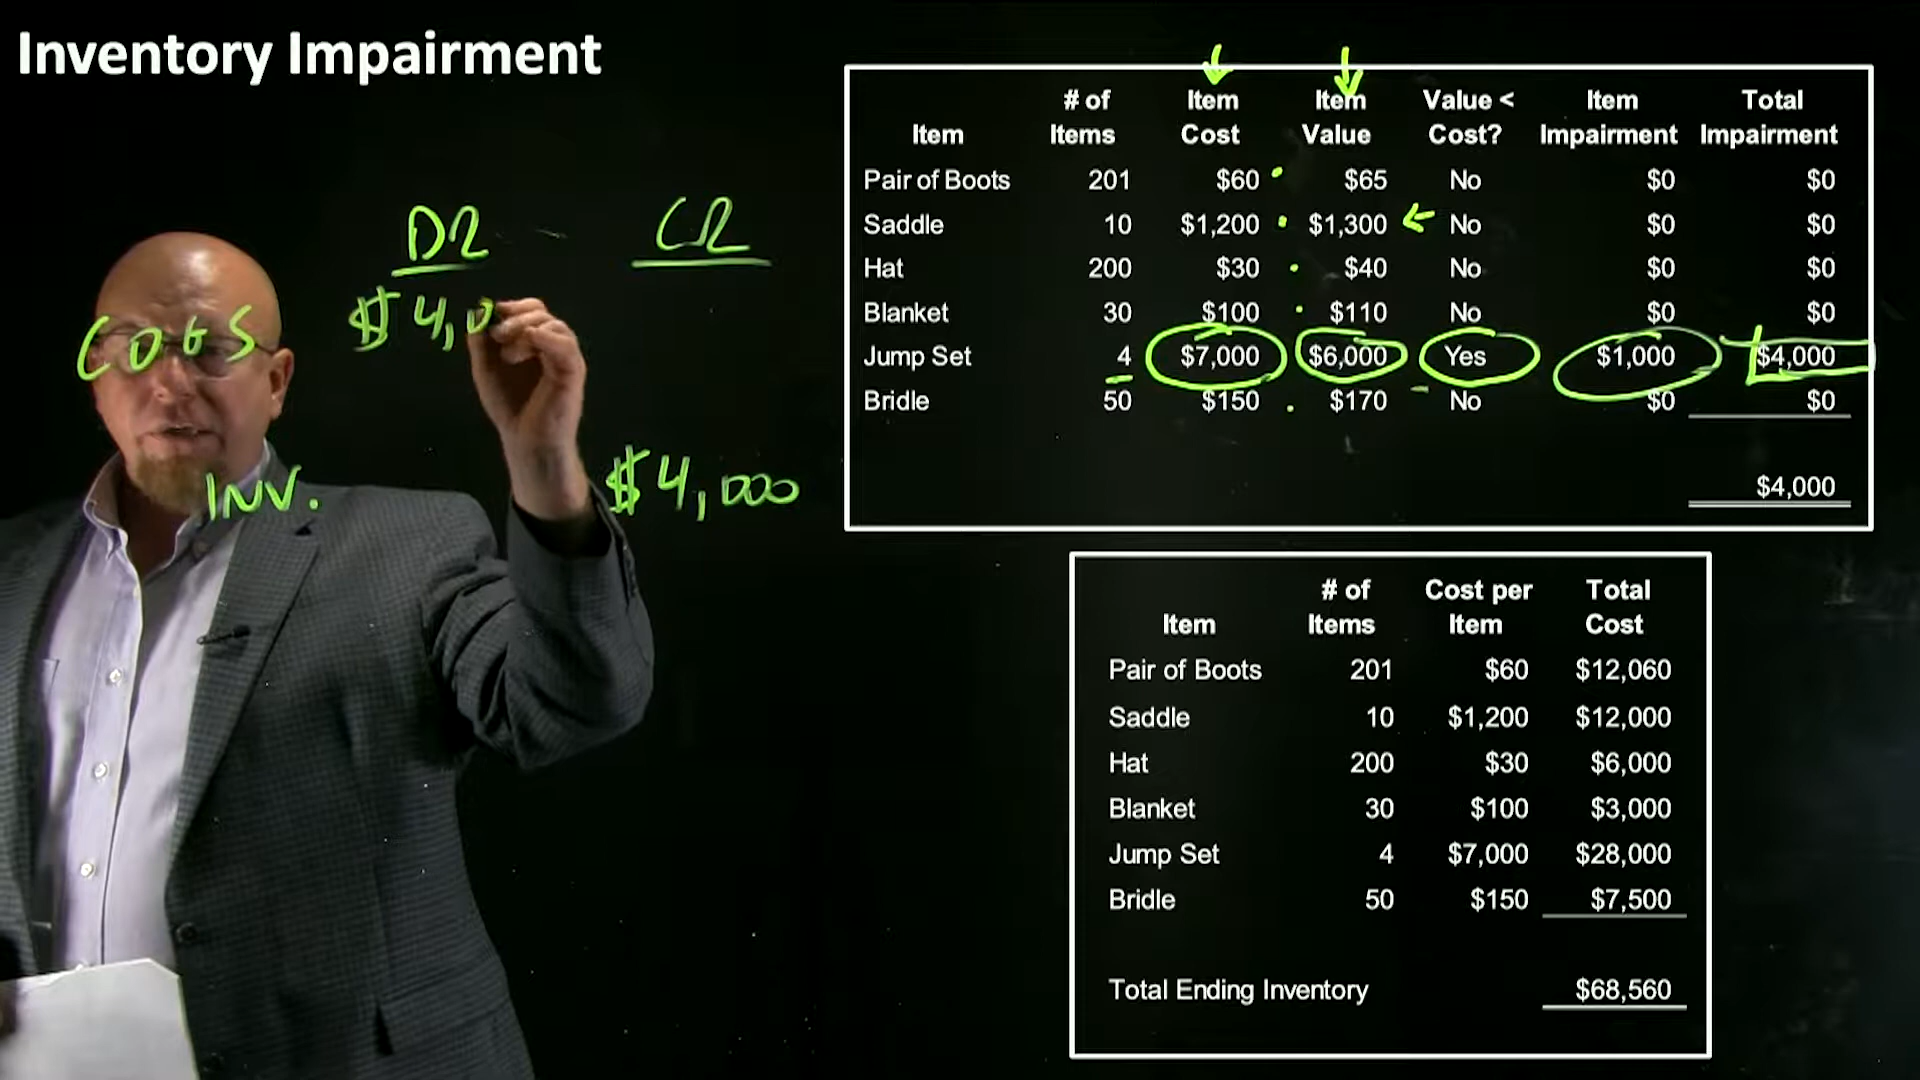 Inventory Impairment
DR CR
COGS $4,0
INV. $4,000
# of Item Item Value < Item Total
Item Items Cost Value Cost? Impairment Impairment
Pair of Boots 201 $60 $65 No $0 $0
Saddle 10 $1,200 $1,300 No $0 $0
Hat 200 $30 $40 No $0 $0
Blanket 30 $100 $110 No $0 $0
Jump Set 4 $7,000 $6,000 Yes $1,000 $4,000
Bridle 50 $150 $170 No $0 $0
$4,000
# of Cost per Total
Item Items Item Cost
Pair of Boots 201 $60 $12,060
Saddle 10 $1,200 $12,000
Hat 200 $30 $6,000
Blanket 30 $100 $3,000
Jump Set 4 $7,000 $28,000
Bridle 50 $150 $7,500
Total Ending Inventory $68,560